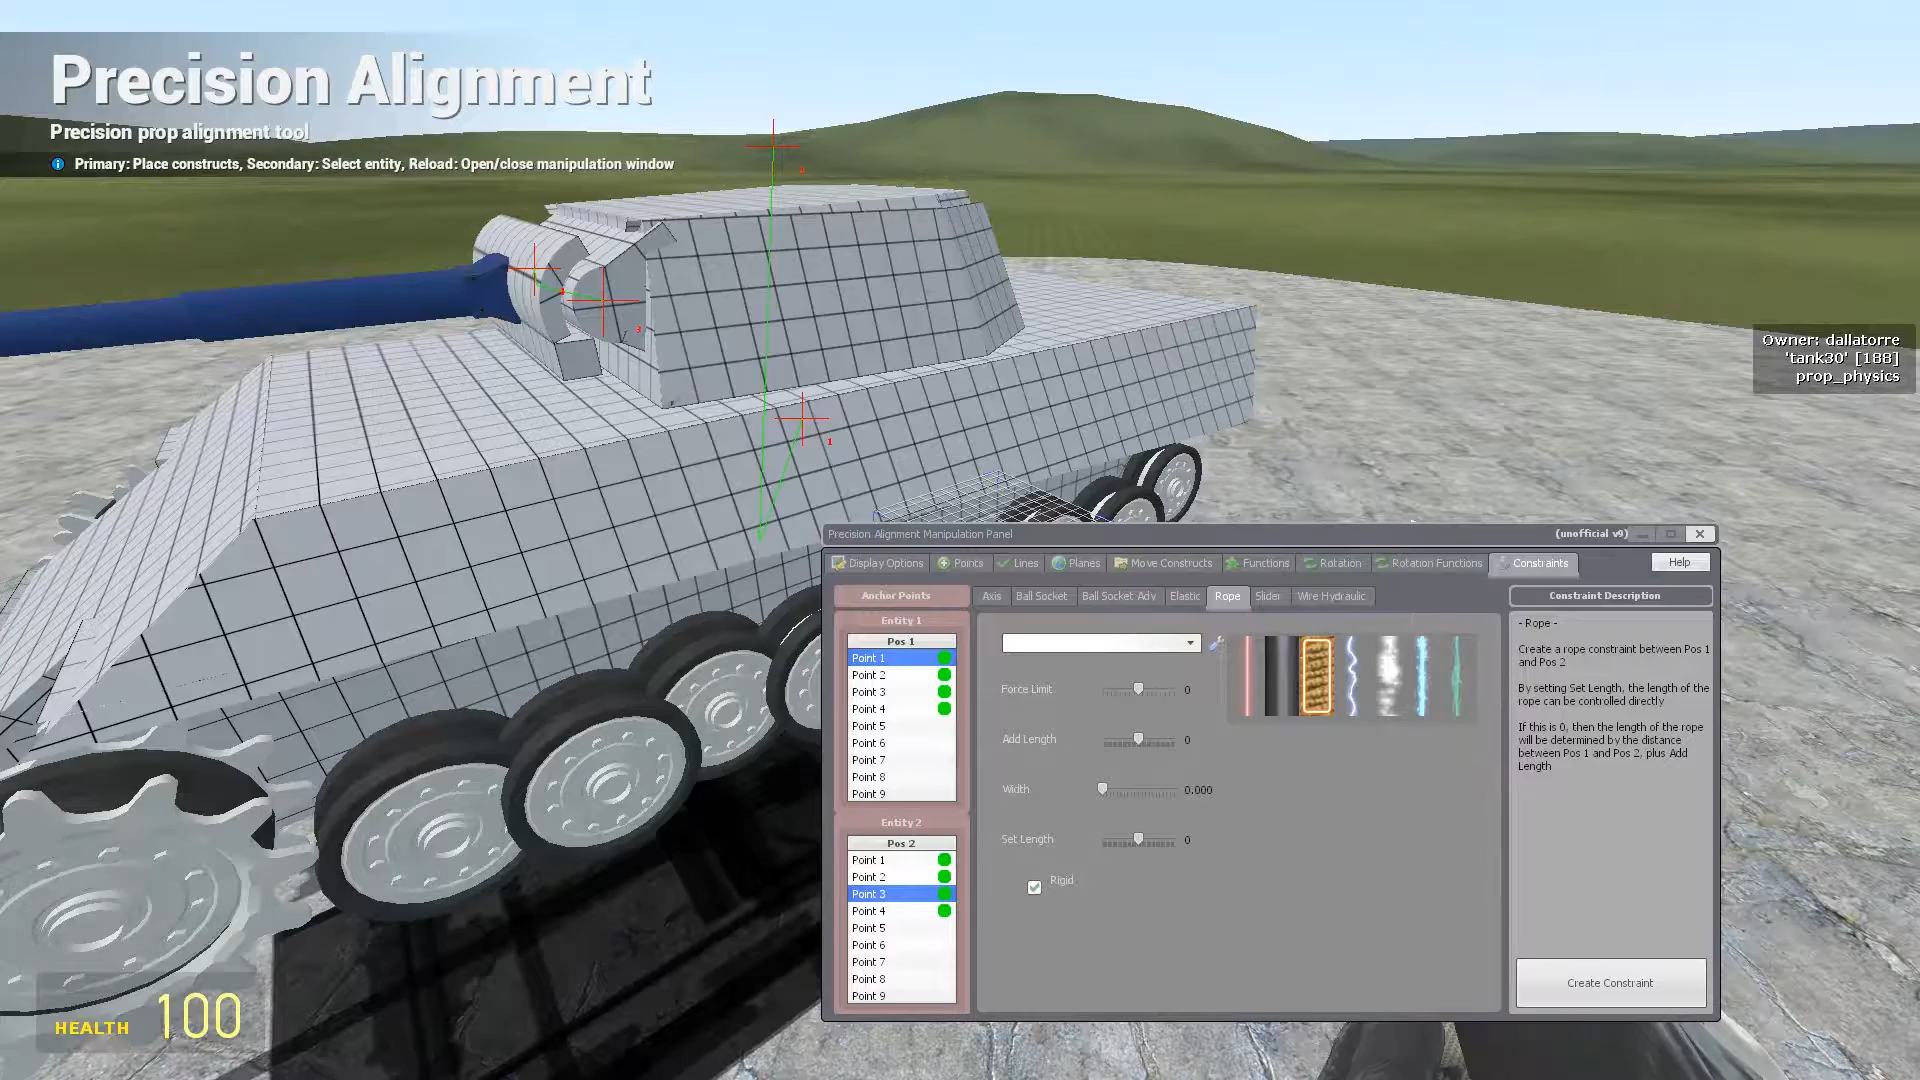 Precision Alignment
Precision prop alignment tool
Primary: Place constructs, Secondary: Select entity, Reload: Open/close manipulation window
Owner: dallatorre
'tank30' [188]
prop_physics
3
1
Precision Alignment Manipulation Panel
(unofficial v9)
Display Options
Points
Lines
Planes
Move Constructs
Functions
Rotation
Rotation Functions
Constraints
Help
Anchor Points
Axis
Ball Socket
Ball Socket Adv
Elastic
Rope
Slider
Wire Hydraulic
Constraint Description
Entity 1
Pos 1
Point 1
Point 2
Point 3
Point 4
Point 5
Point 6
Point 7
Point 8
Point 9
Entity 2
Pos 2
Point 1
Point 2
Point 3
Point 4
Point 5
Point 6
Point 7
Point 8
Point 9
Force Limit
0
Add Length
0
Width
0.000
Set Length
0
Rigid
- Rope -
Create a rope constraint between Pos 1
and Pos 2
By setting Set Length, the length of the
rope can be controlled directly
If this is 0, then the length of the rope
will be determined by the distance
between Pos 1 and Pos 2, plus Add
Length
Create Constraint
HEALTH 100